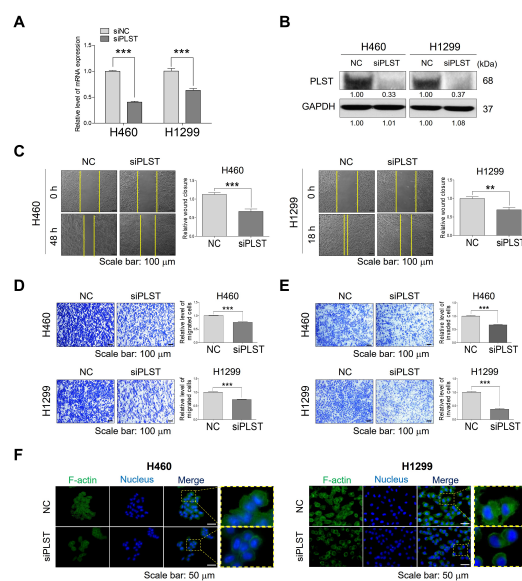 A
siNC
siPLST
Relative level of mRNA expression
1.5
1.0
0.5
0.0
***
***
H460
H1299
B
H460
H1299
NC
siPLST
NC
siPLST
(kDa)
PLST
68
1.00
0.33
1.00
0.37
GAPDH
37
1.00
1.01
1.00
1.08
C
NC
siPLST
H460
0 h
48 h
Scale bar: 100 μm
H460
Relative wound closure
***
NC
siPLST
NC
siPLST
H1299
0 h
18 h
Scale bar: 100 μm
H1299
Relative wound closure
**
NC
siPLST
D
NC
siPLST
H460
Scale bar: 100 μm
H460
Relative level of
migrated cells
***
NC
siPLST
H1299
Scale bar: 100 μm
H1299
Relative level of
migrated cells
***
NC
siPLST
E
NC
siPLST
H460
Scale bar: 100 μm
H460
Relative level of
invaded cells
***
NC
siPLST
NC
siPLST
H1299
Scale bar: 100 μm
H1299
Relative level of
invaded cells
***
NC
siPLST
F
H460
F-actin
Nucleus
Merge
NC
siPLST
Scale bar: 50 μm
H1299
F-actin
Nucleus
Merge
Scale bar: 50 μm